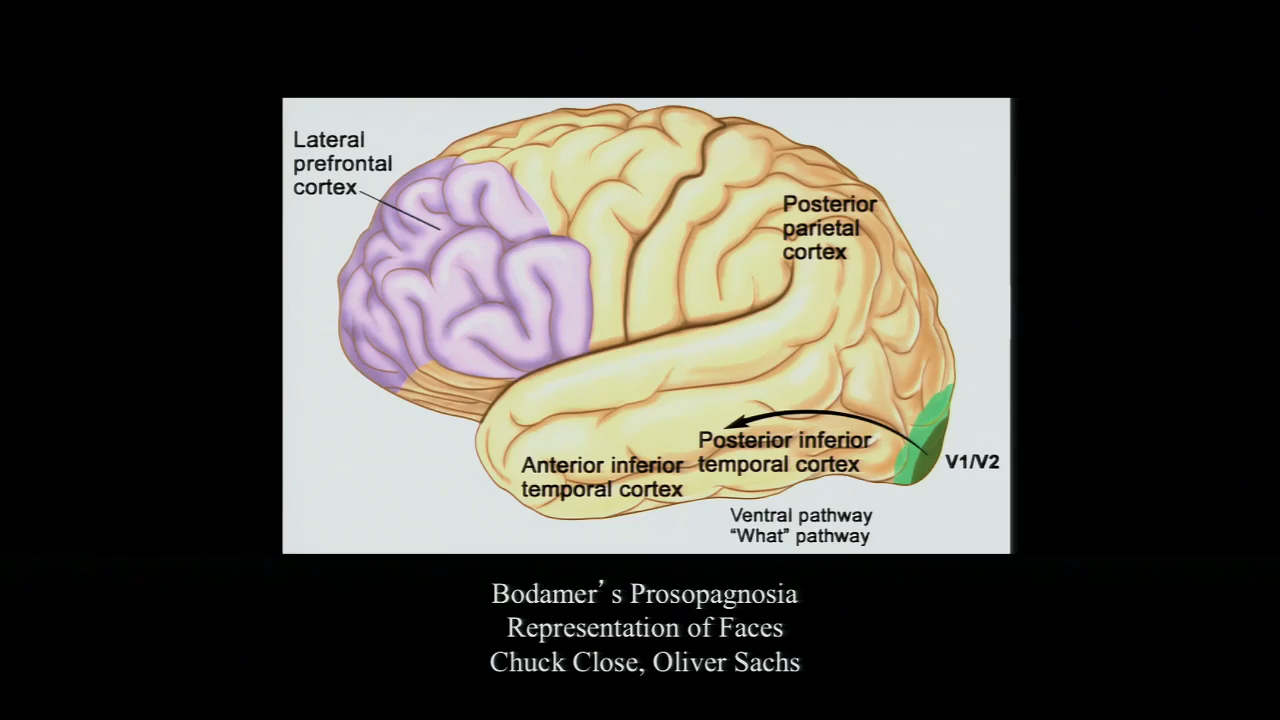 Lateral
prefrontal
cortex
Posterior
parietal
cortex
Posterior inferior
temporal cortex
Anterior inferior
temporal cortex
V1/V2
Ventral pathway
“What” pathway
Bodamer’s Prosopagnosia
Representation of Faces
Chuck Close, Oliver Sachs